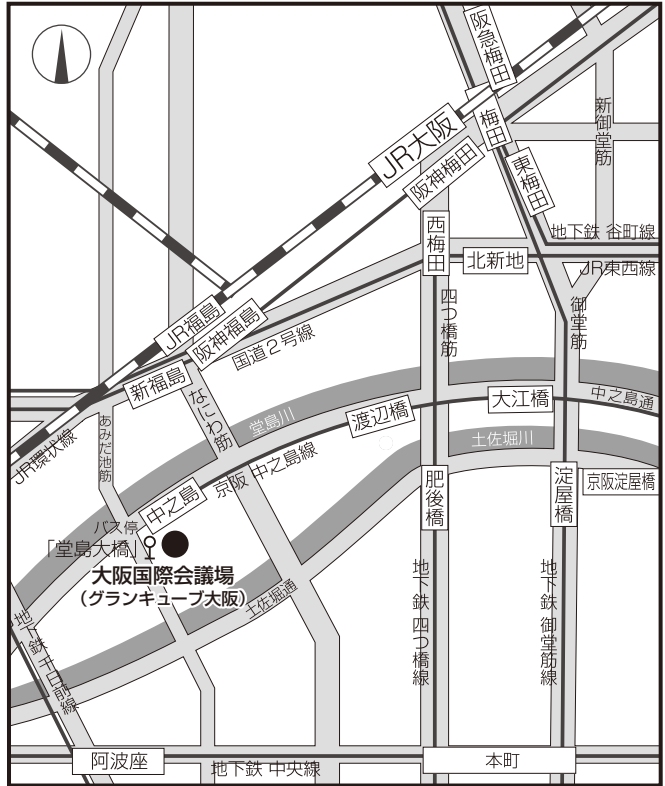 阪急梅田
新御堂筋
梅田
JR大阪
阪神梅田
東梅田
地下鉄 谷町線
西梅田
北新地
JR東西線
四つ橋筋
御堂筋
JR福島
阪神福島
国道2号線
新福島
なにわ筋
堂島川
渡辺橋
大江橋
中之島通
あみだ池筋
JR環状線
土佐堀川
京阪 中之島線
中之島
肥後橋
淀屋橋
京阪淀屋橋
バス停
「堂島大橋」
大阪国際会議場
(グランキューブ大阪)
土佐堀通
地下鉄 四つ橋線
地下鉄 御堂筋線
地下鉄 千日前線
阿波座
地下鉄 中央線
本町